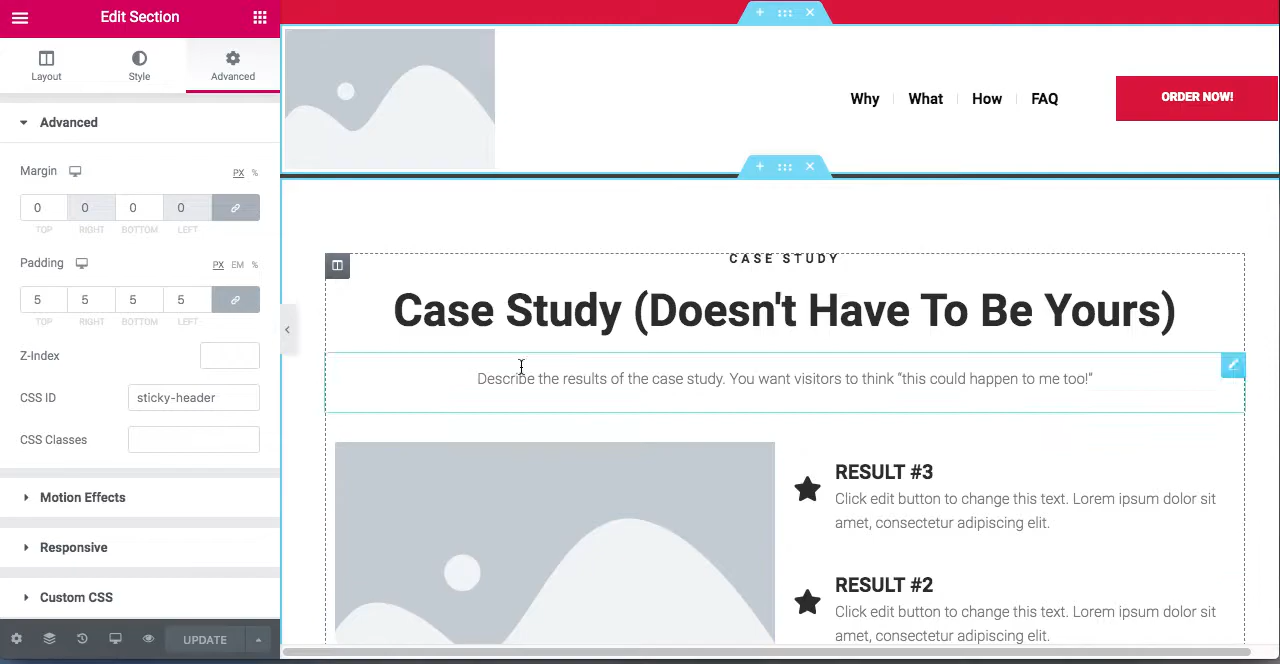 Edit Section
Layout Style Advanced
Advanced
Margin PX %
0 0 0 0
TOP RIGHT BOTTOM LEFT
Padding PX EM %
5 5 5 5
TOP RIGHT BOTTOM LEFT
Z-Index
CSS ID sticky-header
CSS Classes
Motion Effects
Responsive
Custom CSS
UPDATE
Why What How FAQ ORDER NOW!
CASE STUDY
Case Study (Doesn't Have To Be Yours)
Describe the results of the case study. You want visitors to think “this could happen to me too!”
RESULT #3
Click edit button to change this text. Lorem ipsum dolor sit
amet, consectetur adipiscing elit.
RESULT #2
Click edit button to change this text. Lorem ipsum dolor sit
amet, consectetur adipiscing elit.